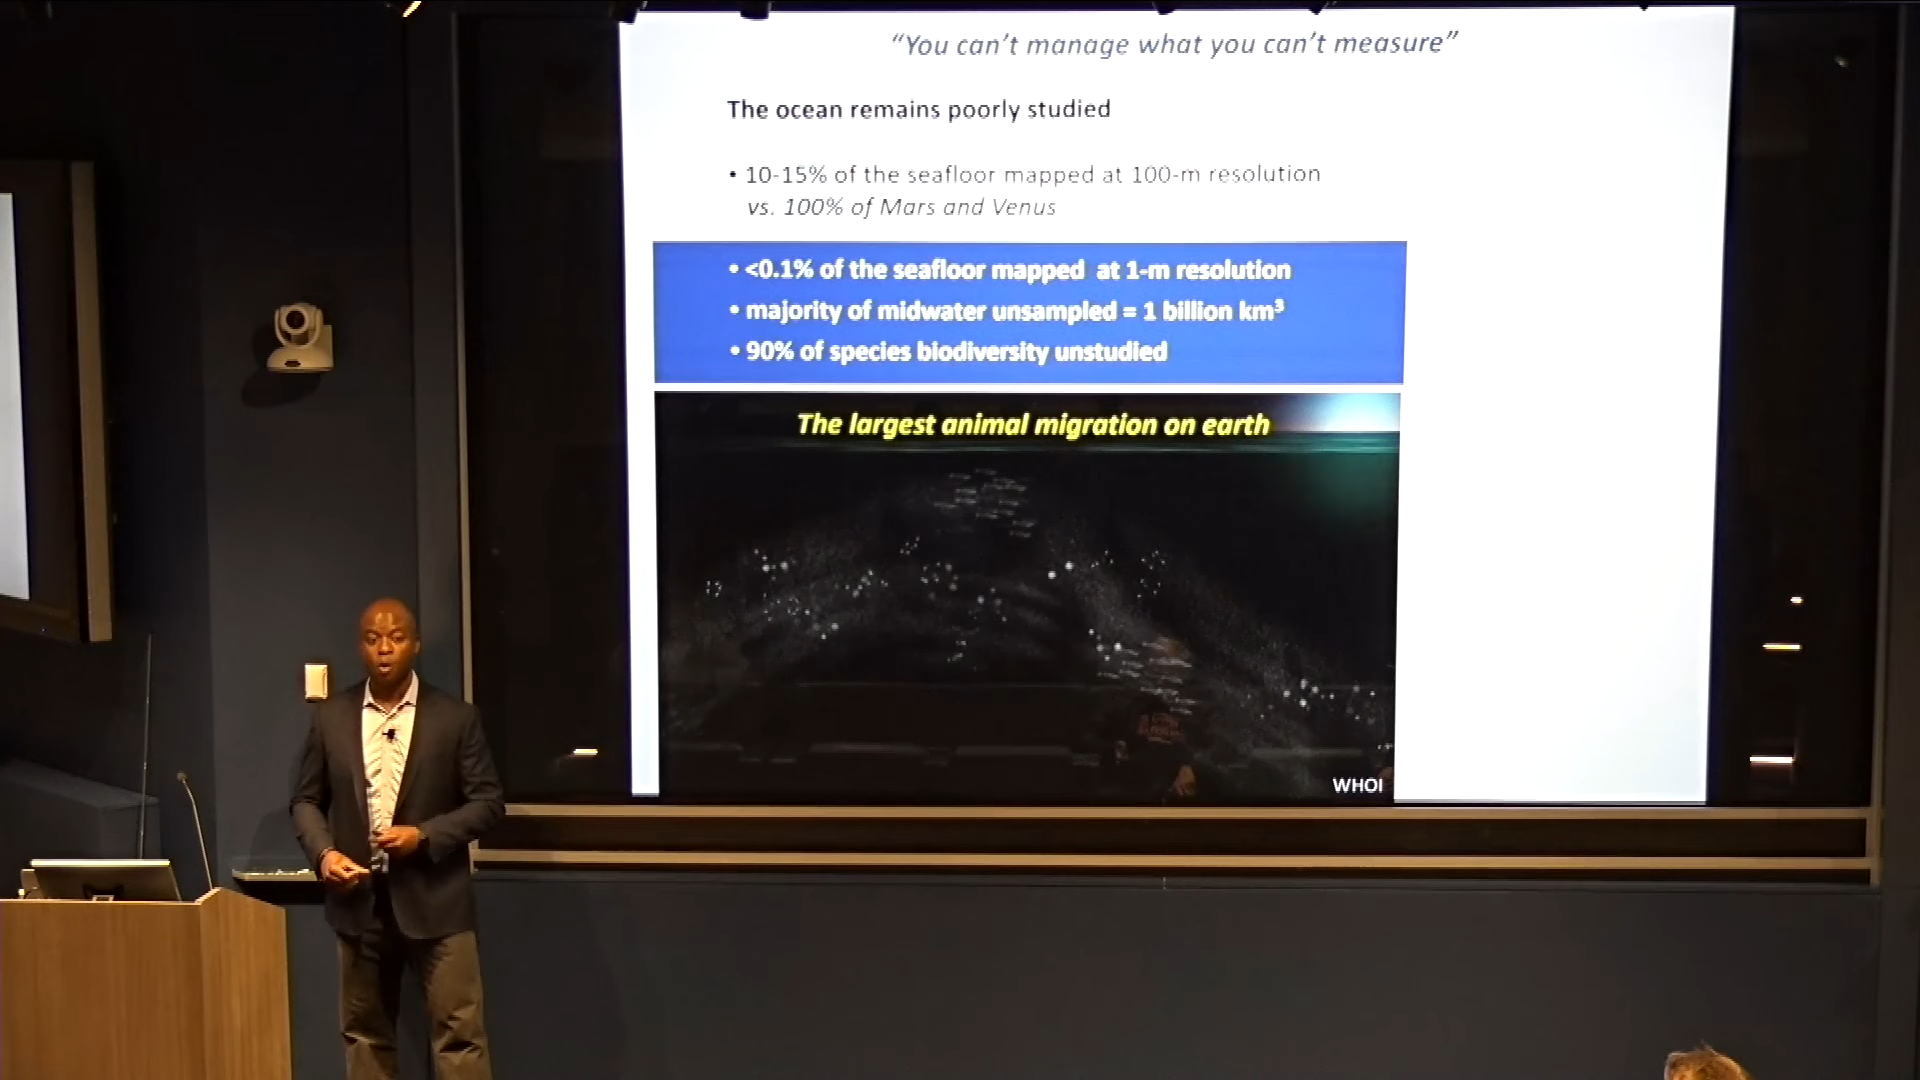 “You can’t manage what you can’t measure”
The ocean remains poorly studied
• 10-15% of the seafloor mapped at 100-m resolution
vs. 100% of Mars and Venus
• <0.1% of the seafloor mapped at 1-m resolution
• majority of midwater unsampled = 1 billion km³
• 90% of species biodiversity unstudied
The largest animal migration on earth
WHOI